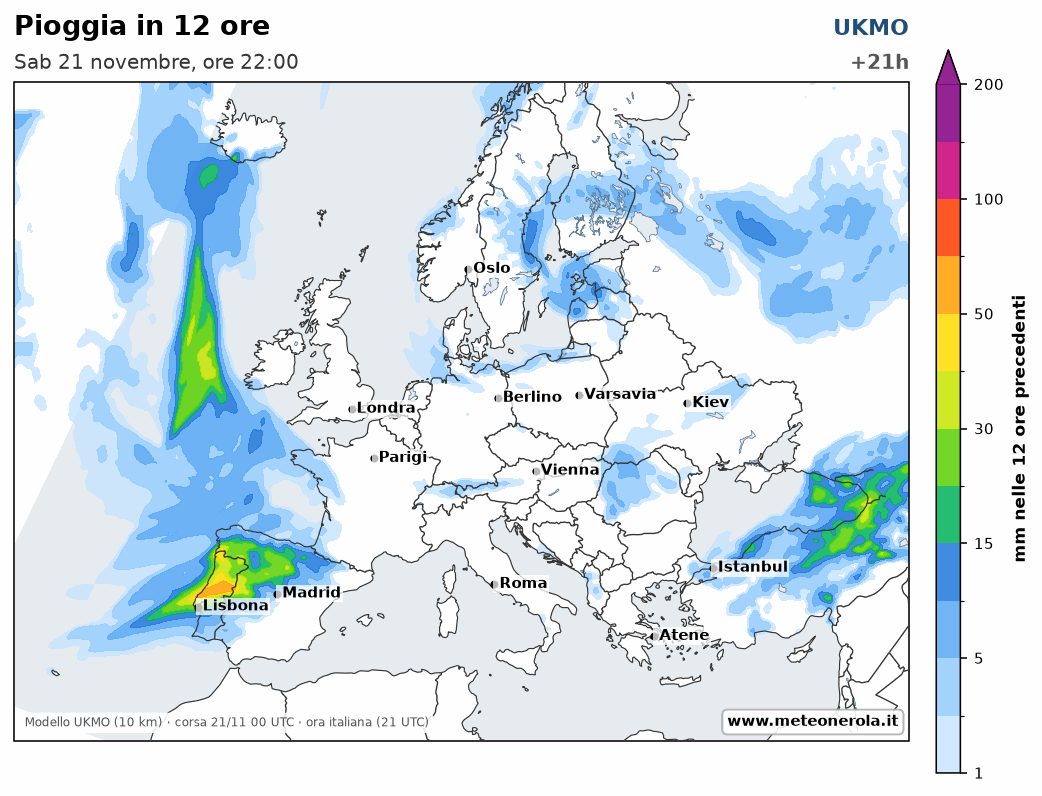 Pioggia in 12 ore
UKMO
Sab 21 novembre, ore 22:00
+21h
200
100
50
30
15
5
1
mm nelle 12 ore precedenti
Oslo
Londra
Berlino
Varsavia
Kiev
Parigi
Vienna
Istanbul
Roma
Madrid
Lisbona
Atene
Modello UKMO (10 km) · corsa 21/11 00 UTC · ora italiana (21 UTC)
www.meteonerola.it